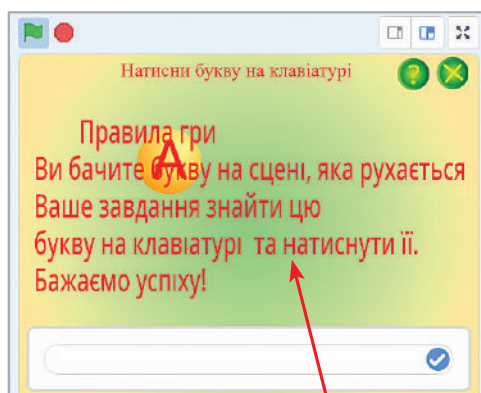 Натисни букву на клавіатурі
?
Правила гри
Ви бачите букву на сцені, яка рухається
Ваше завдання знайти цю
букву на клавіатурі та натиснути її.
Бажаємо успіху!
А